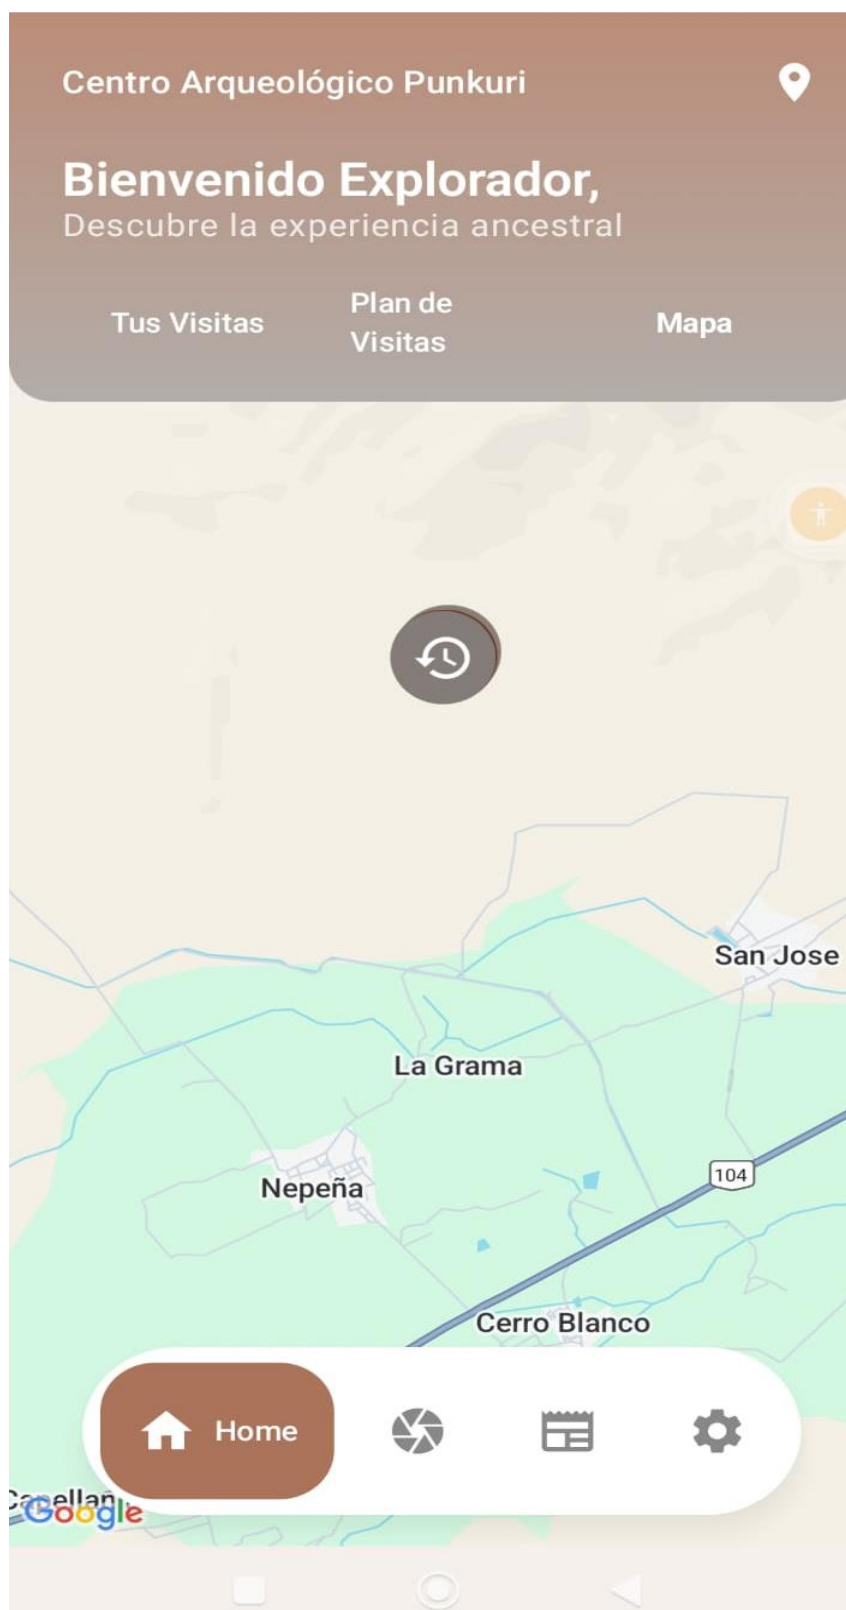 Centro Arqueológico Punkuri
Bienvenido Explorador,
Descubre la experiencia ancestral
Tus Visitas
Plan de
Visitas
Mapa
San Jose
La Grama
104
Nepeña
Cerro Blanco
Home
Google